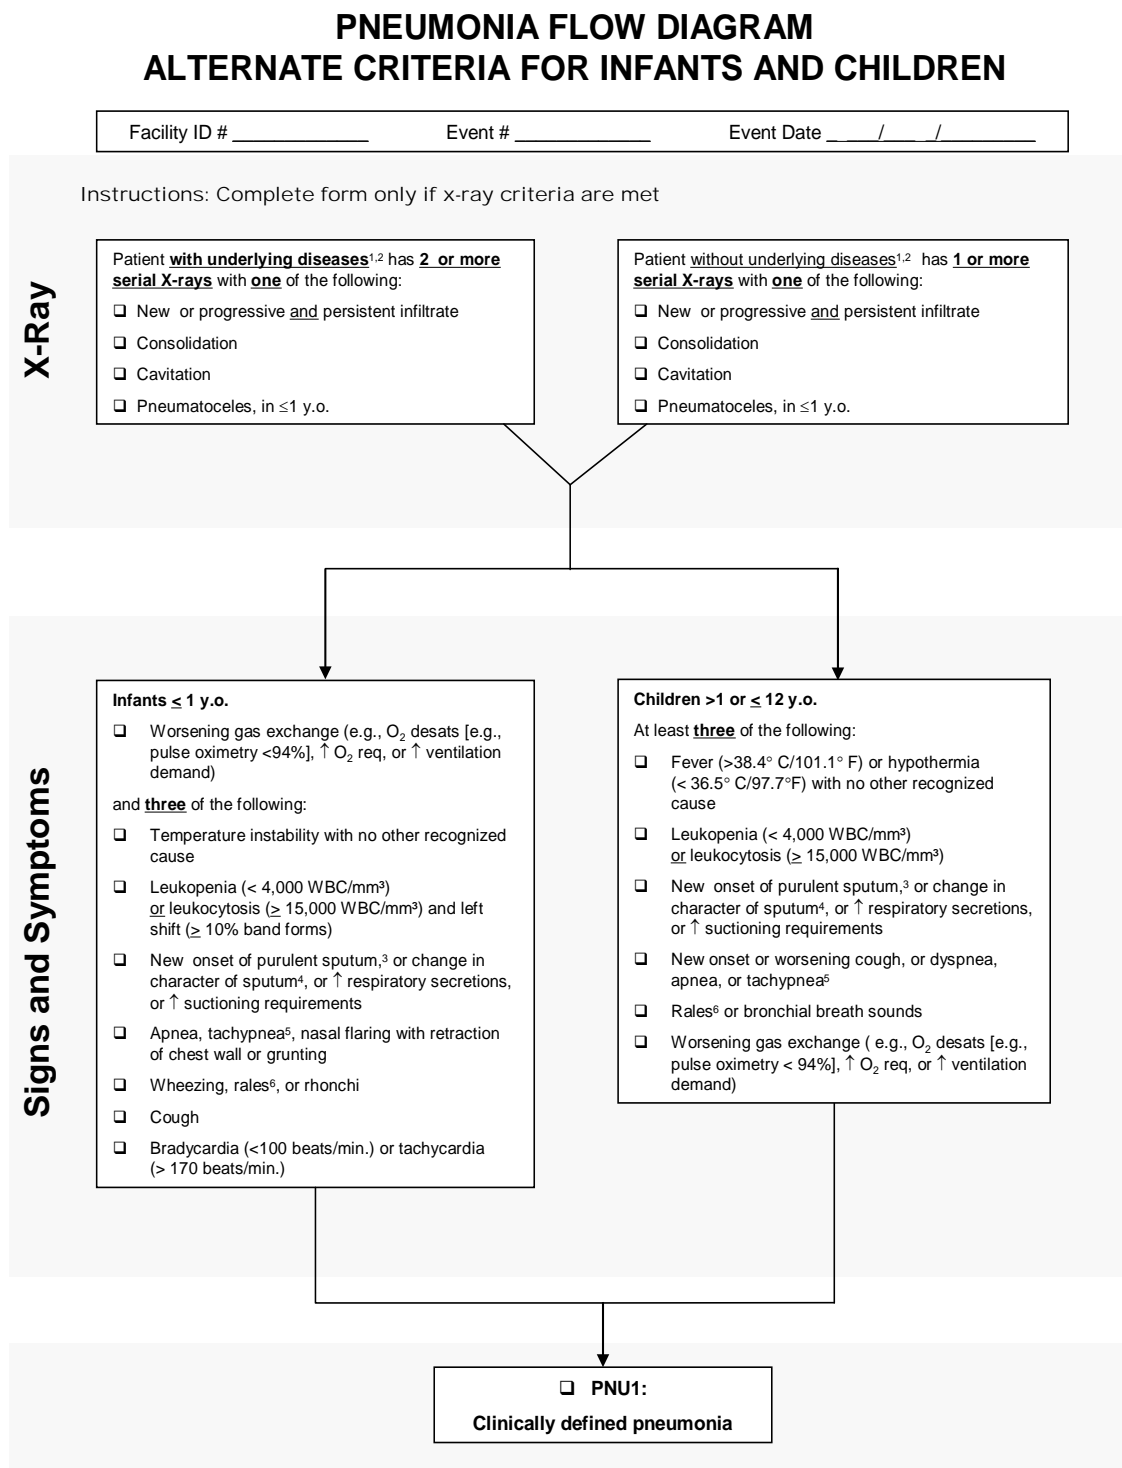 PNEUMONIA FLOW DIAGRAM
ALTERNATE CRITERIA FOR INFANTS AND CHILDREN
Facility ID # _____________ Event # _____________ Event Date _ ___/___ _/_________
Instructions: Complete form only if x-ray criteria are met
X-Ray
Patient with underlying diseases¹,² has 2 or more
serial X-rays with one of the following:
❑ New or progressive and persistent infiltrate
❑ Consolidation
❑ Cavitation
❑ Pneumatoceles, in ≤1 y.o.
Patient without underlying diseases¹,² has 1 or more
serial X-rays with one of the following:
❑ New or progressive and persistent infiltrate
❑ Consolidation
❑ Cavitation
❑ Pneumatoceles, in ≤1 y.o.
Signs and Symptoms
Infants ≤ 1 y.o.
❑ Worsening gas exchange (e.g., O₂ desats [e.g.,
pulse oximetry <94%], ↑ O₂ req, or ↑ ventilation
demand)
and three of the following:
❑ Temperature instability with no other recognized
cause
❑ Leukopenia (< 4,000 WBC/mm³)
or leukocytosis (≥ 15,000 WBC/mm³) and left
shift (≥ 10% band forms)
❑ New onset of purulent sputum,³ or change in
character of sputum⁴, or ↑ respiratory secretions,
or ↑ suctioning requirements
❑ Apnea, tachypnea⁵, nasal flaring with retraction
of chest wall or grunting
❑ Wheezing, rales⁶, or rhonchi
❑ Cough
❑ Bradycardia (<100 beats/min.) or tachycardia
(> 170 beats/min.)
Children >1 or ≤ 12 y.o.
At least three of the following:
❑ Fever (>38.4° C/101.1° F) or hypothermia
(< 36.5° C/97.7°F) with no other recognized
cause
❑ Leukopenia (< 4,000 WBC/mm³)
or leukocytosis (≥ 15,000 WBC/mm³)
❑ New onset of purulent sputum,³ or change in
character of sputum⁴, or ↑ respiratory secretions,
or ↑ suctioning requirements
❑ New onset or worsening cough, or dyspnea,
apnea, or tachypnea⁵
❑ Rales⁶ or bronchial breath sounds
❑ Worsening gas exchange ( e.g., O₂ desats [e.g.,
pulse oximetry < 94%], ↑ O₂ req, or ↑ ventilation
demand)
❑ PNU1:
Clinically defined pneumonia